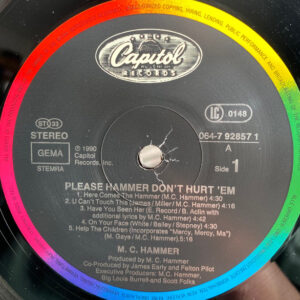 Capitol
RECORDS
ST 33
STEREO
GEMA
STEMRA
℗ 1990
Capitol
Records, Inc.
LC 0148
064-7 92857 1
A
Side 1
PLEASE HAMMER DON'T HURT 'EM
1. Here Comes the Hammer (M.C. Hammer) 4:30
2. U Can't Touch This (James / Miller / M.C. Hammer) 4:16
3. Have You Seen Her (E. Record / B. Acklin with
additional lyrics by M.C. Hammer) 4:41
4. On Your Face (White / Bailey / Stepney) 4:30
5. Help The Children (Incorporates "Mercy, Mercy, Me")
(M. Gaye / M.C. Hammer)
M. C. HAMMER
Produced by M. C. Hammer
Co-Produced by James Early and Felton Pilot
Executive Producers: M. C. Hammer,
Big Louis Burrell and Scott Folks